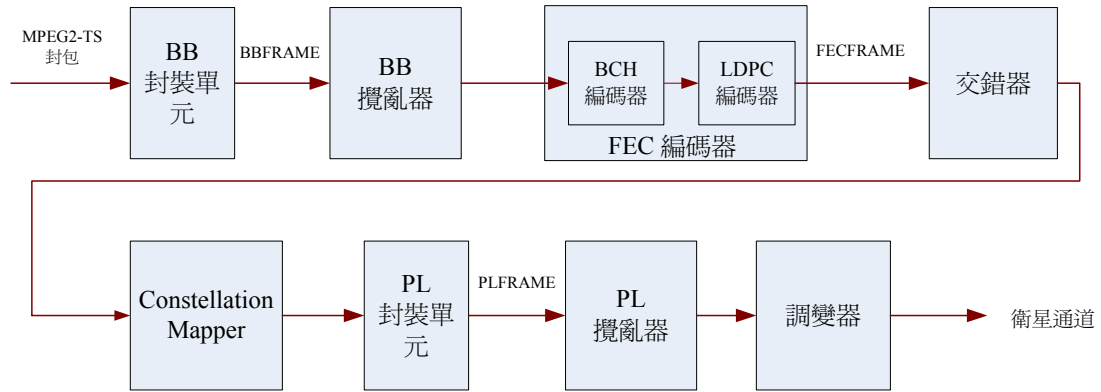 MPEG2-TS
封包
BB
封裝單
元
BBFRAME
BB
攪亂器
BCH
編碼器
LDPC
編碼器
FEC 編碼器
FECFRAME
交錯器
Constellation
Mapper
PL
封裝單
元
PLFRAME
PL
攪亂器
調變器
衛星通道